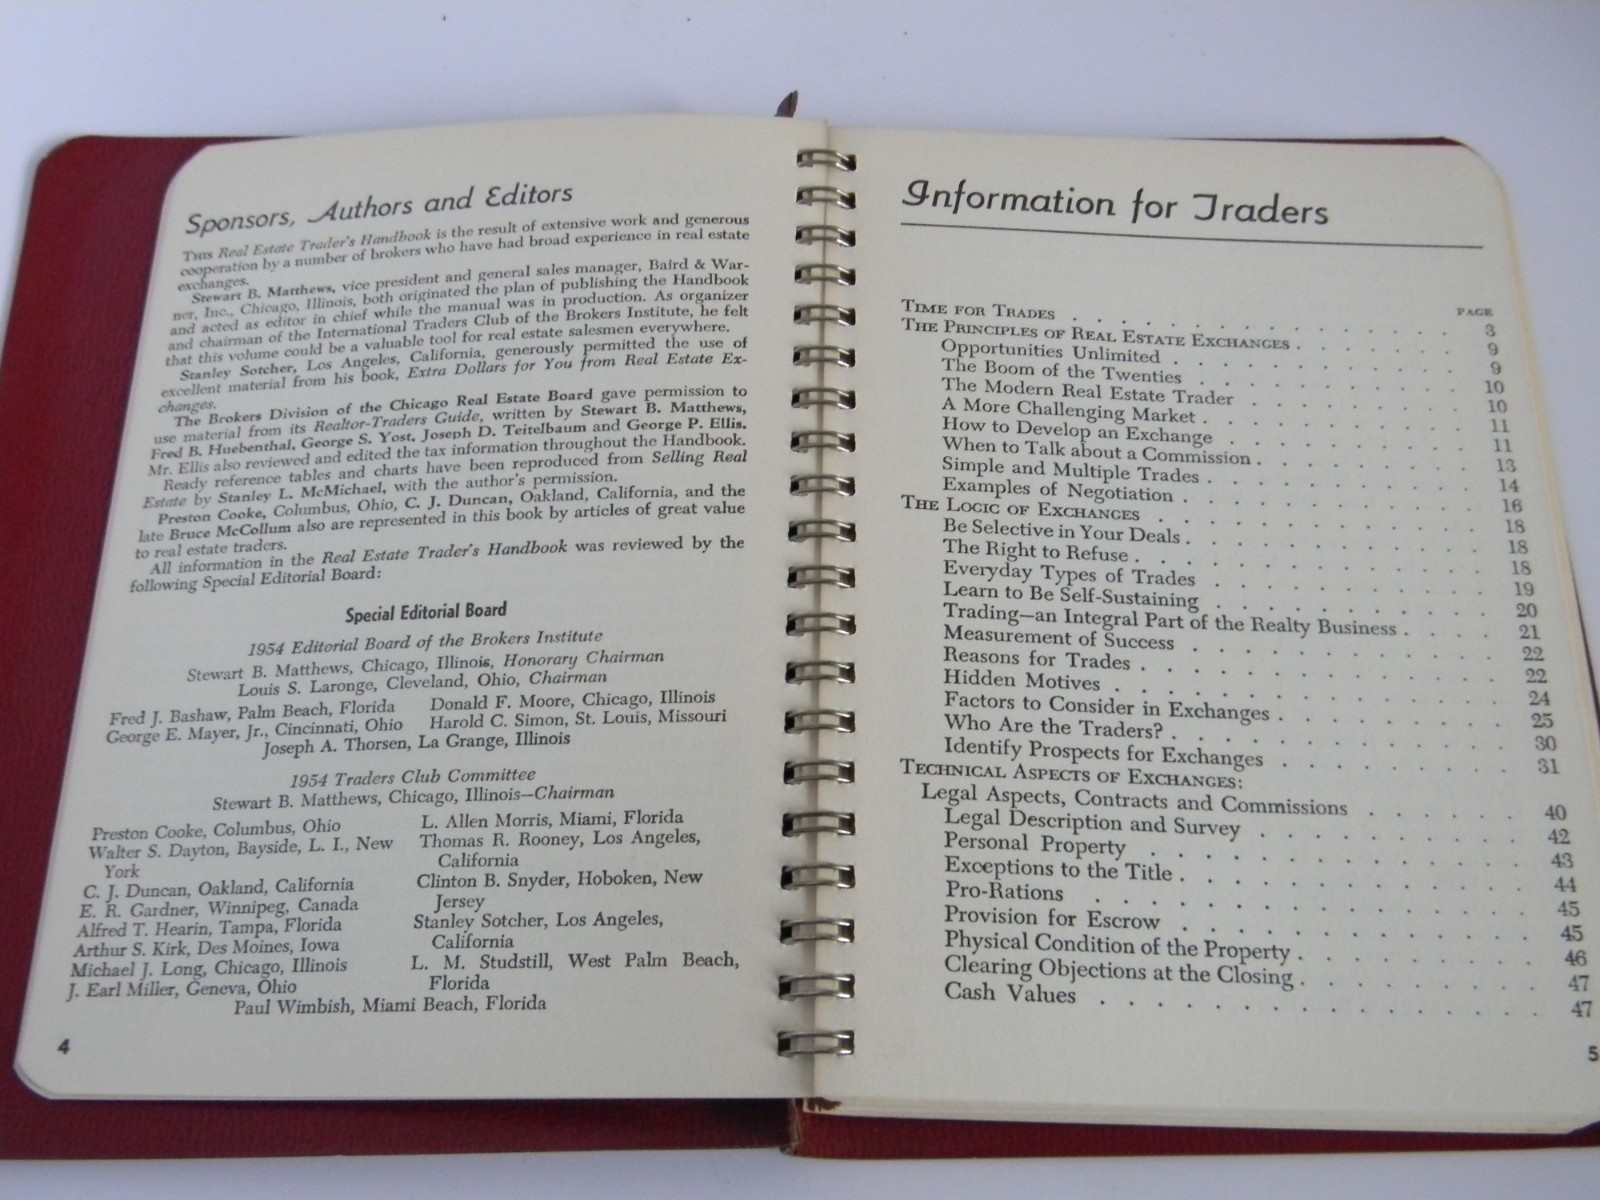 Sponsors, Authors and Editors
THIS Real Estate Trader's Handbook is the result of extensive work and generous
cooperation by a number of brokers who have had broad experience in real estate
exchanges.
Stewart B. Matthews, vice president and general sales manager, Baird & War-
ner, Inc., Chicago, Illinois, both originated the plan of publishing the Handbook
and acted as editor in chief while the manual was in production. As organizer
and chairman of the International Traders Club of the Brokers Institute, he felt
that this volume could be a valuable tool for real estate salesmen everywhere.
Stanley Sotcher, Los Angeles, California, generously permitted the use of
excellent material from his book, Extra Dollars for You from Real Estate Ex-
changes.
The Brokers Division of the Chicago Real Estate Board gave permission to
use material from its Realtor-Traders Guide, written by Stewart B. Matthews,
Fred B. Huebenthal, George S. Yost, Joseph D. Teitelbaum and George P. Ellis.
Mr. Ellis also reviewed and edited the tax information throughout the Handbook.
Ready reference tables and charts have been reproduced from Selling Real
Estate by Stanley L. McMichael, with the author's permission.
Preston Cooke, Columbus, Ohio, C. J. Duncan, Oakland, California, and the
late Bruce McCollum also are represented in this book by articles of great value
to real estate traders.
All information in the Real Estate Trader's Handbook was reviewed by the
following Special Editorial Board:
Special Editorial Board
1954 Editorial Board of the Brokers Institute
Stewart B. Matthews, Chicago, Illinois, Honorary Chairman
Louis S. Laronge, Cleveland, Ohio, Chairman
Fred J. Bashaw, Palm Beach, Florida Donald F. Moore, Chicago, Illinois
George E. Mayer, Jr., Cincinnati, Ohio Harold C. Simon, St. Louis, Missouri
Joseph A. Thorsen, La Grange, Illinois
1954 Traders Club Committee
Stewart B. Matthews, Chicago, Illinois—Chairman
Preston Cooke, Columbus, Ohio
Walter S. Dayton, Bayside, L. I., New
York
C. J. Duncan, Oakland, California
E. R. Gardner, Winnipeg, Canada
Alfred T. Hearin, Tampa, Florida
Arthur S. Kirk, Des Moines, Iowa
Michael J. Long, Chicago, Illinois
J. Earl Miller, Geneva, Ohio
L. Allen Morris, Miami, Florida
Thomas R. Rooney, Los Angeles,
California
Clinton B. Snyder, Hoboken, New
Jersey
Stanley Sotcher, Los Angeles,
California
L. M. Studstill, West Palm Beach,
Florida
Paul Wimbish, Miami Beach, Florida
4
Information for Traders
PAGE
TIME FOR TRADES . . . . . 3
THE PRINCIPLES OF REAL ESTATE EXCHANGES . . . . . 9
Opportunities Unlimited . . . . . 9
The Boom of the Twenties . . . . . 10
The Modern Real Estate Trader . . . . . 10
A More Challenging Market . . . . . 11
How to Develop an Exchange . . . . . 11
When to Talk about a Commission . . . . . 13
Simple and Multiple Trades . . . . . 14
Examples of Negotiation . . . . . 16
THE LOGIC OF EXCHANGES . . . . . 18
Be Selective in Your Deals . . . . . 18
The Right to Refuse . . . . . 18
Everyday Types of Trades . . . . . 19
Learn to Be Self-Sustaining . . . . . 20
Trading—an Integral Part of the Realty Business . . . . . 21
Measurement of Success . . . . . 22
Reasons for Trades . . . . . 22
Hidden Motives . . . . . 24
Factors to Consider in Exchanges . . . . . 25
Who Are the Traders? . . . . . 30
Identify Prospects for Exchanges . . . . . 31
TECHNICAL ASPECTS OF EXCHANGES:
Legal Aspects, Contracts and Commissions . . . . . 40
Legal Description and Survey . . . . . 42
Personal Property . . . . . 43
Exceptions to the Title . . . . . 44
Pro-Rations . . . . . 45
Provision for Escrow . . . . . 45
Physical Condition of the Property . . . . . 46
Clearing Objections at the Closing . . . . . 47
Cash Values . . . . . 47
5